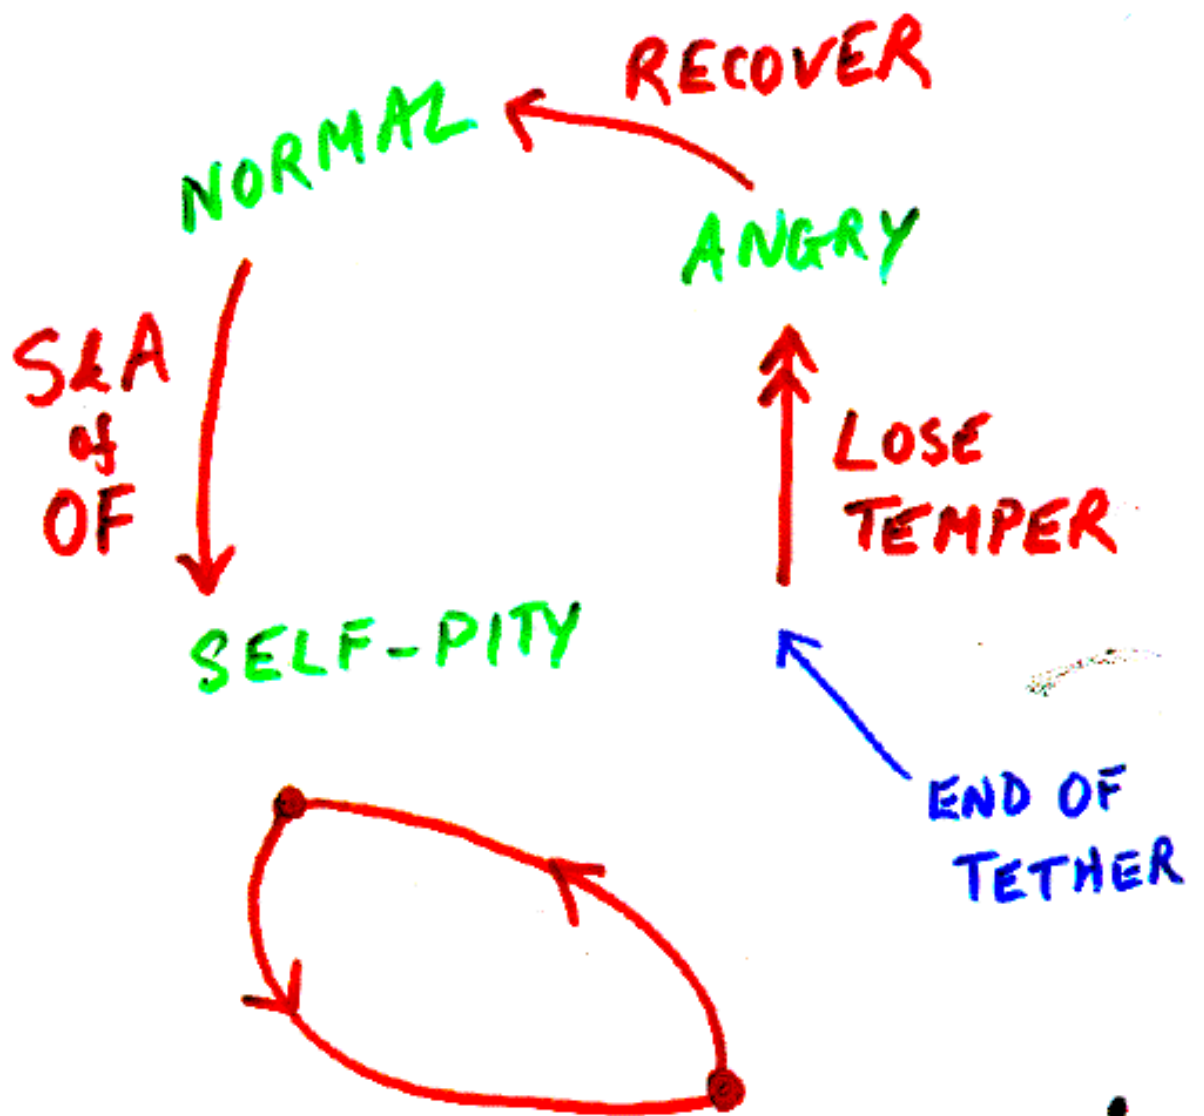 RECOVER
NORMAL
ANGRY
S&A
of
OF
LOSE
TEMPER
SELF-PITY
END OF
TETHER